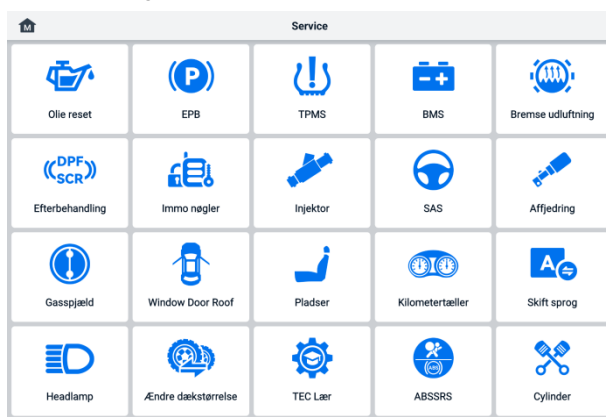 M
Service
Olie reset
(P)
EPB
TPMS
- +
BMS
Bremse udluftning
((DPF
SCR))
Efterbehandling
Immo nøgler
Injektor
SAS
Affjedring
Gasspjæld
Window Door Roof
Pladser
Kilometertæller
A
Skift sprog
Headlamp
Ændre dækstørrelse
TEC Lær
(ABS)
ABSSRS
Cylinder